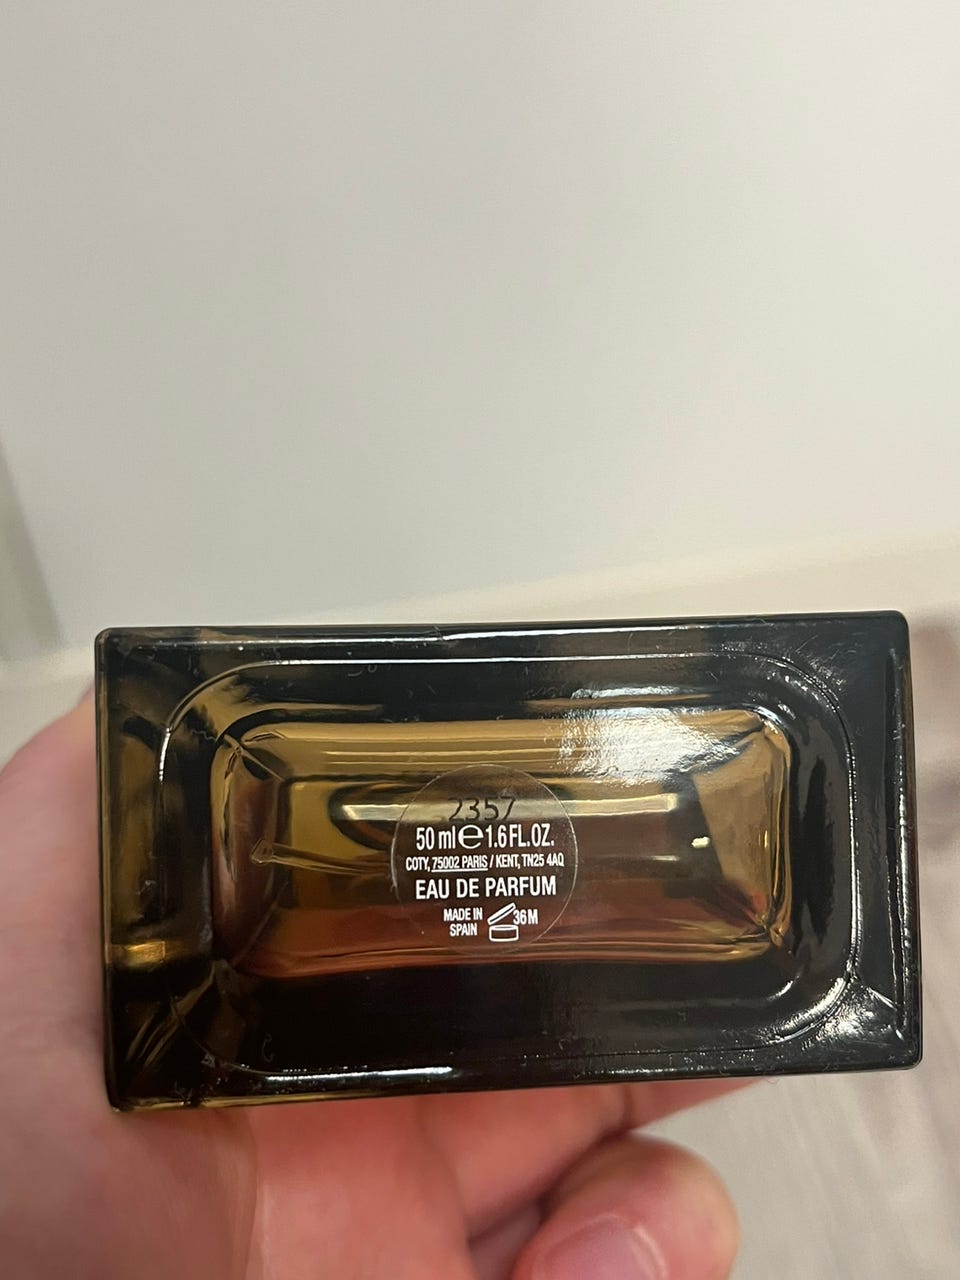 2357
50 ml ℮ 1.6 FL.OZ.
COTY, 75002 PARIS / KENT, TN25 4AQ
EAU DE PARFUM
MADE IN
SPAIN
36 M